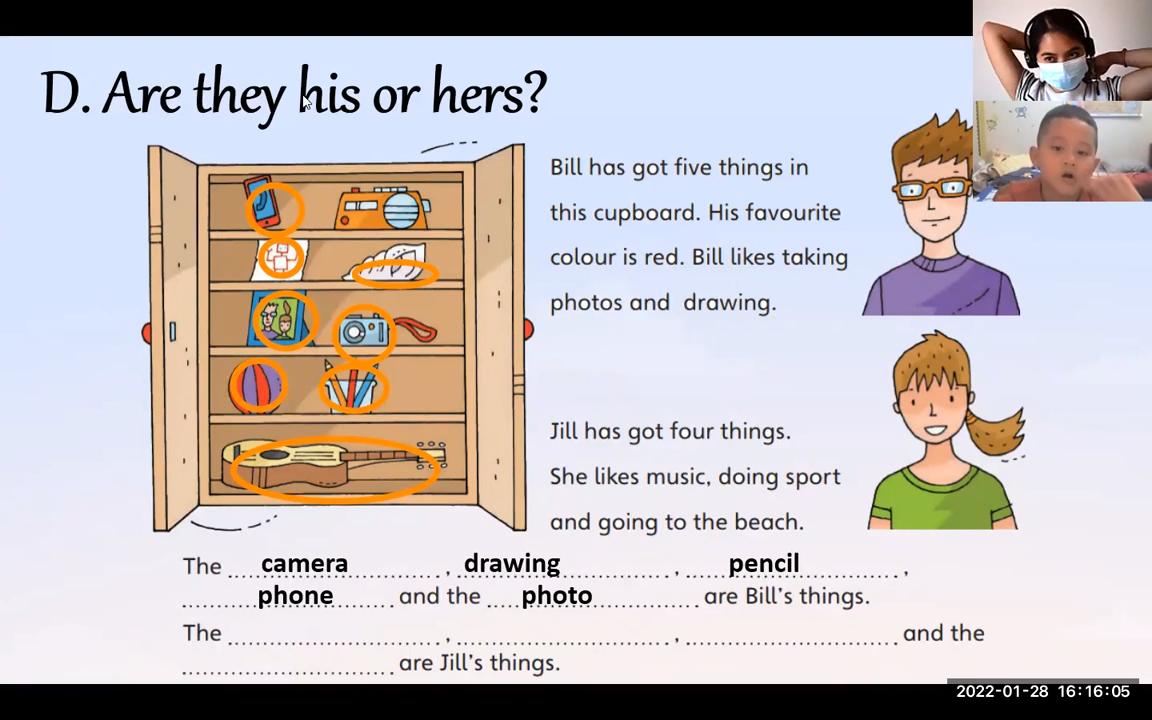 D. Are they his or hers?
Bill has got five things in
this cupboard. His favourite
colour is red. Bill likes taking
photos and drawing.
Jill has got four things.
She likes music, doing sport
and going to the beach.
The camera, drawing, pencil,
phone and the photo are Bill's things.
The ............, ............, ............ and the
............ are Jill's things.
2022-01-28 16:16:05